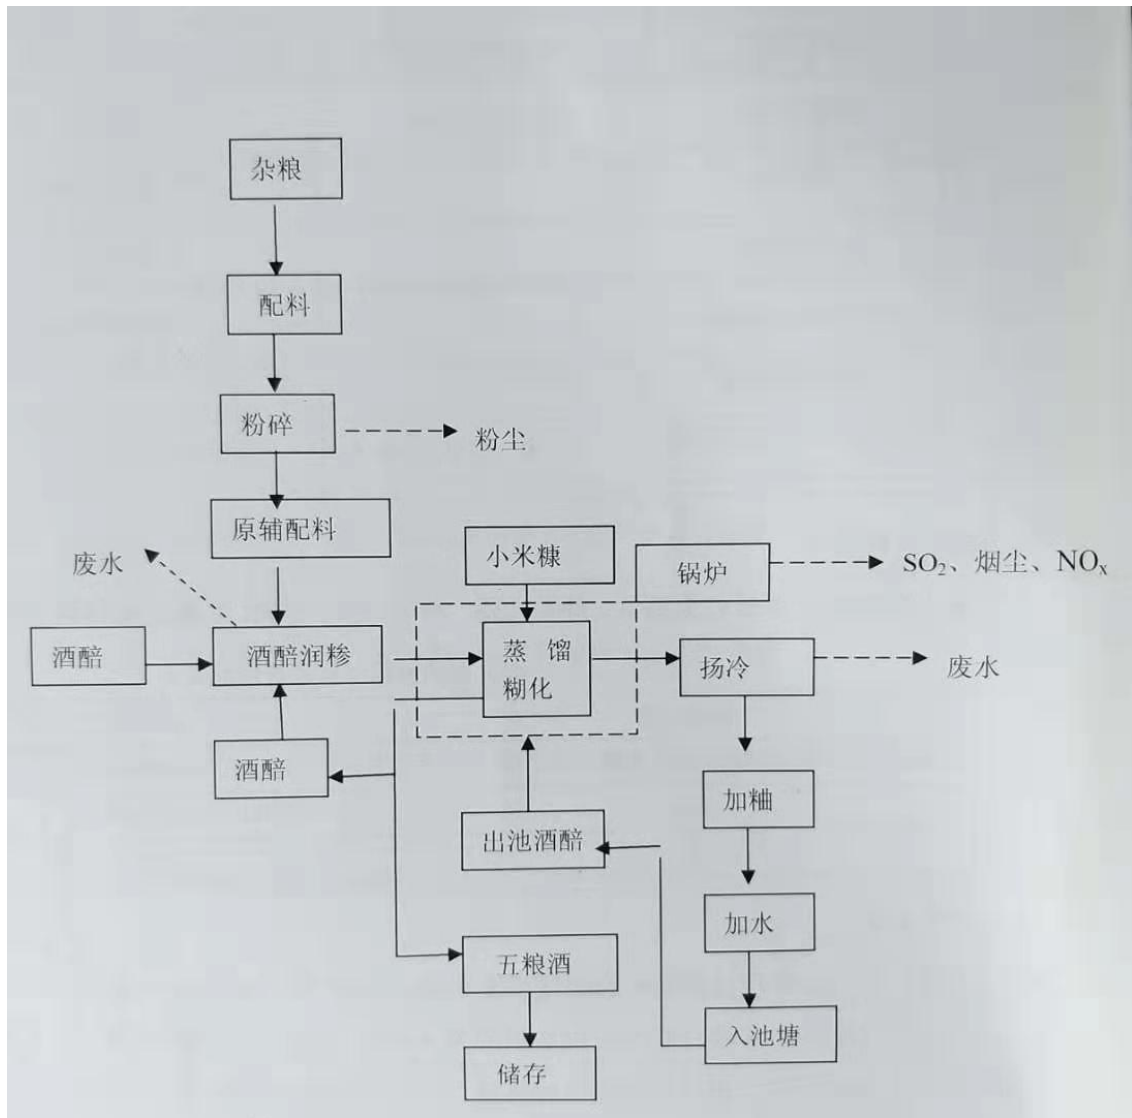 杂粮
配料
粉碎
粉尘
原辅配料
小米糠
锅炉
SO₂、烟尘、NOₓ
废水
酒醅
酒醅润糁
蒸 馏
糊化
扬冷
废水
酒醅
加粬
出池酒醅
加水
五粮酒
入池塘
储存